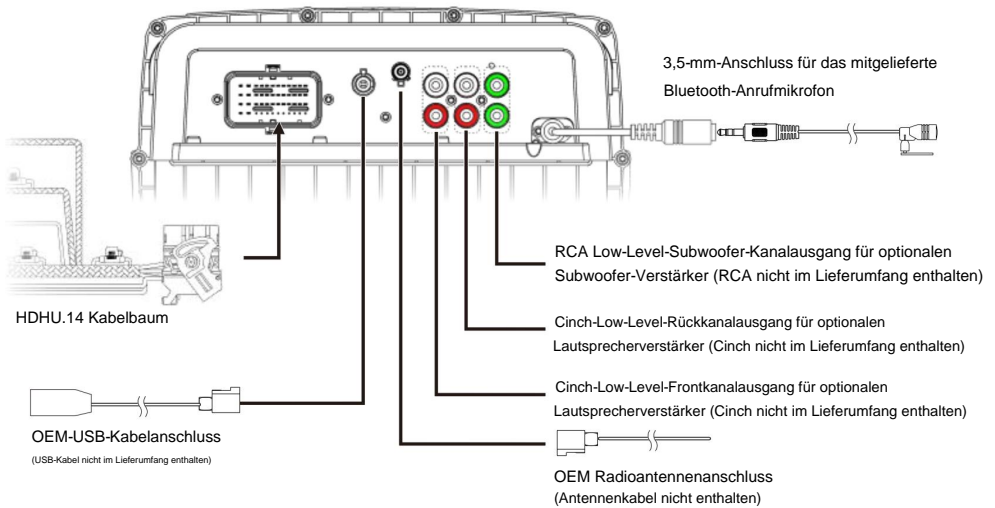 3,5-mm-Anschluss für das mitgelieferte
Bluetooth-Anrufmikrofon
RCA Low-Level-Subwoofer-Kanalausgang für optionalen
Subwoofer-Verstärker (RCA nicht im Lieferumfang enthalten)
HDHU.14 Kabelbaum
Cinch-Low-Level-Rückkanalausgang für optionalen
Lautsprecherverstärker (Cinch nicht im Lieferumfang enthalten)
Cinch-Low-Level-Frontkanalausgang für optionalen
Lautsprecherverstärker (Cinch nicht im Lieferumfang enthalten)
OEM-USB-Kabelanschluss
(USB-Kabel nicht im Lieferumfang enthalten)
OEM Radioantennenanschluss
(Antennenkabel nicht enthalten)